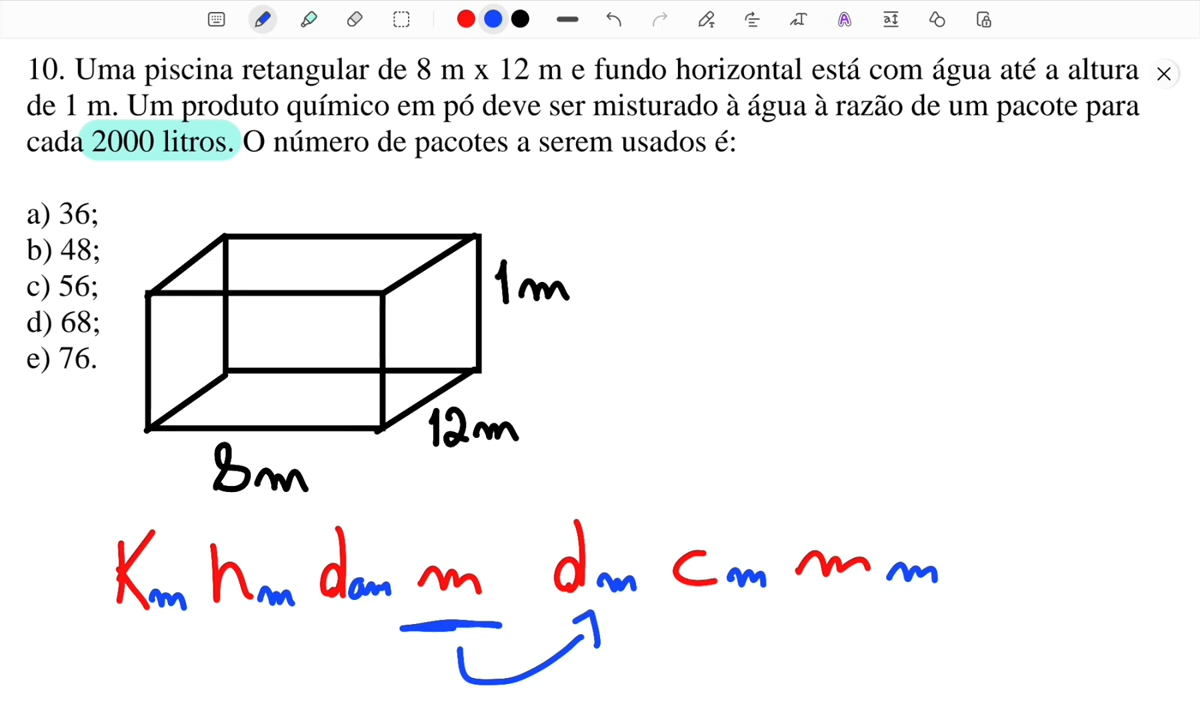 10. Uma piscina retangular de 8 m x 12 m e fundo horizontal está com água até a altura
de 1 m. Um produto químico em pó deve ser misturado à água à razão de um pacote para
cada 2000 litros. O número de pacotes a serem usados é:
a) 36;
b) 48;
c) 56;
d) 68;
e) 76.
1m
12m
8m
Km hm dam m dm cm mm